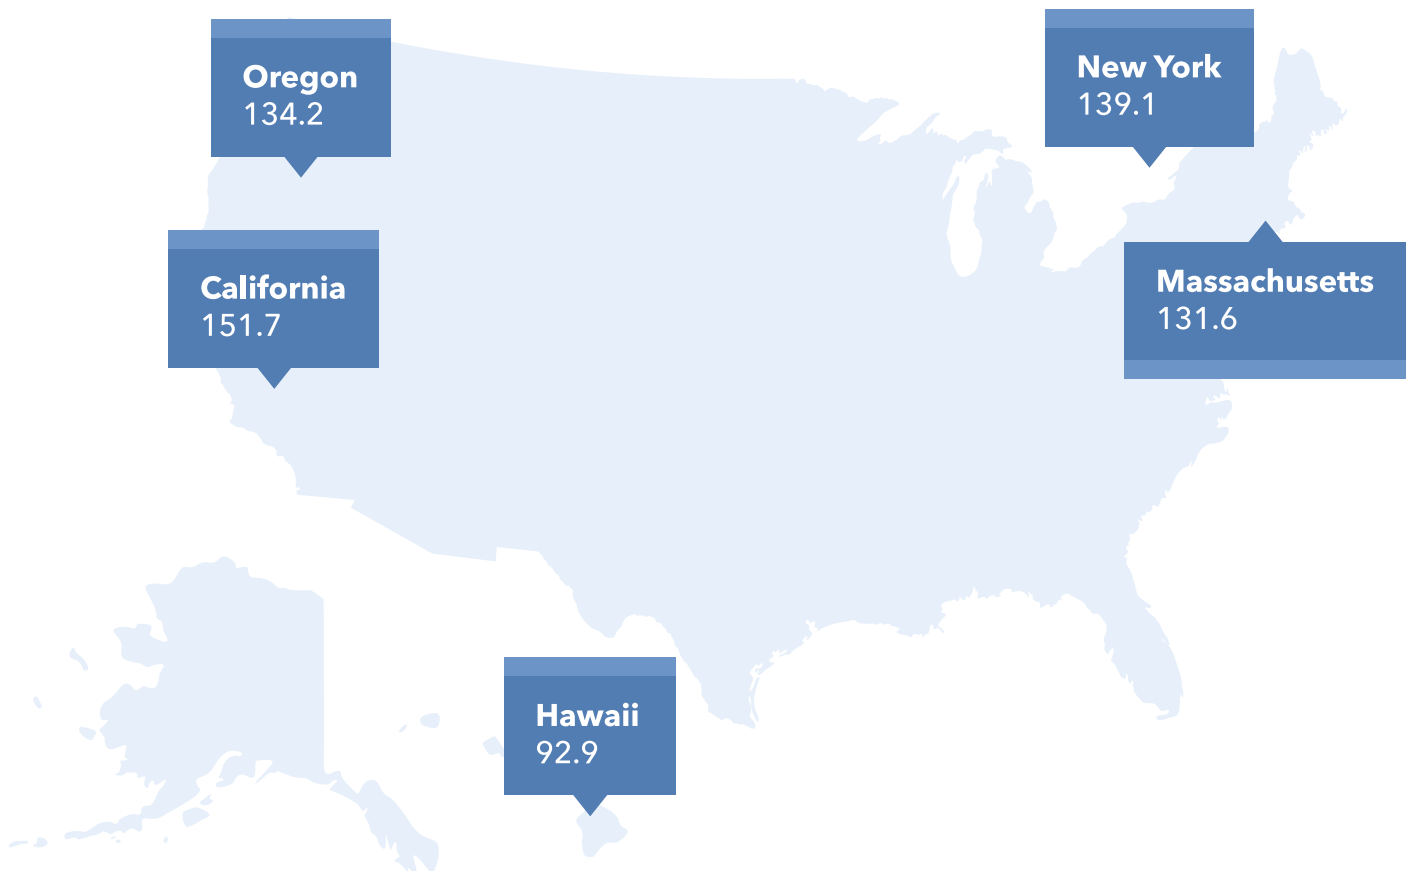 Oregon
134.2
New York
139.1
California
151.7
Massachusetts
131.6
Hawaii
92.9